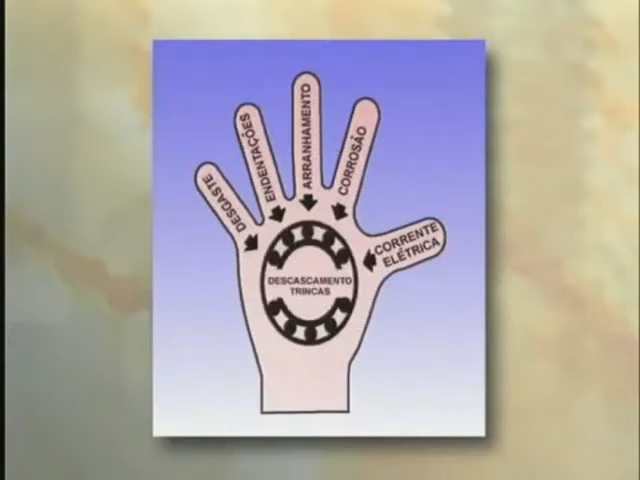 DESGASTE
ENDENTAÇÕES
ARRANHAMENTO
CORROSÃO
CORRENTE
ELÉTRICA
DESCASCAMENTO
TRINCAS